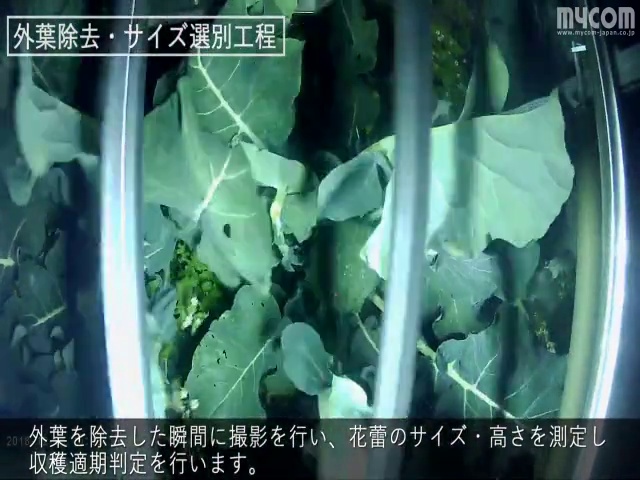 外葉除去・サイズ選別工程
mycom
www.mycom-japan.co.jp
外葉を除去した瞬間に撮影を行い、花蕾のサイズ・高さを測定し
収穫適期判定を行います。